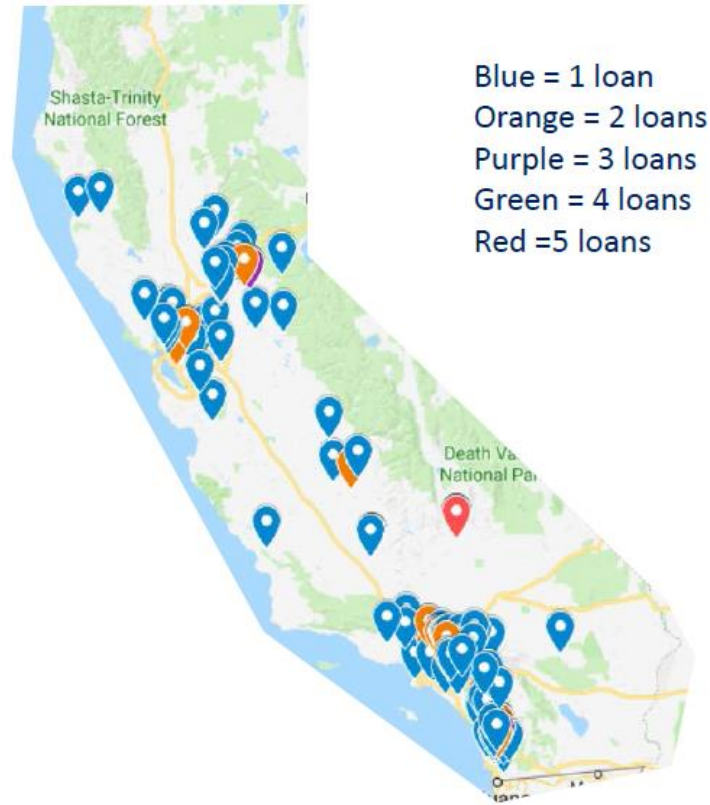 Shasta-Trinity
National Forest
Blue = 1 loan
Orange = 2 loans
Purple = 3 loans
Green = 4 loans
Red =5 loans
Death Va
National Par